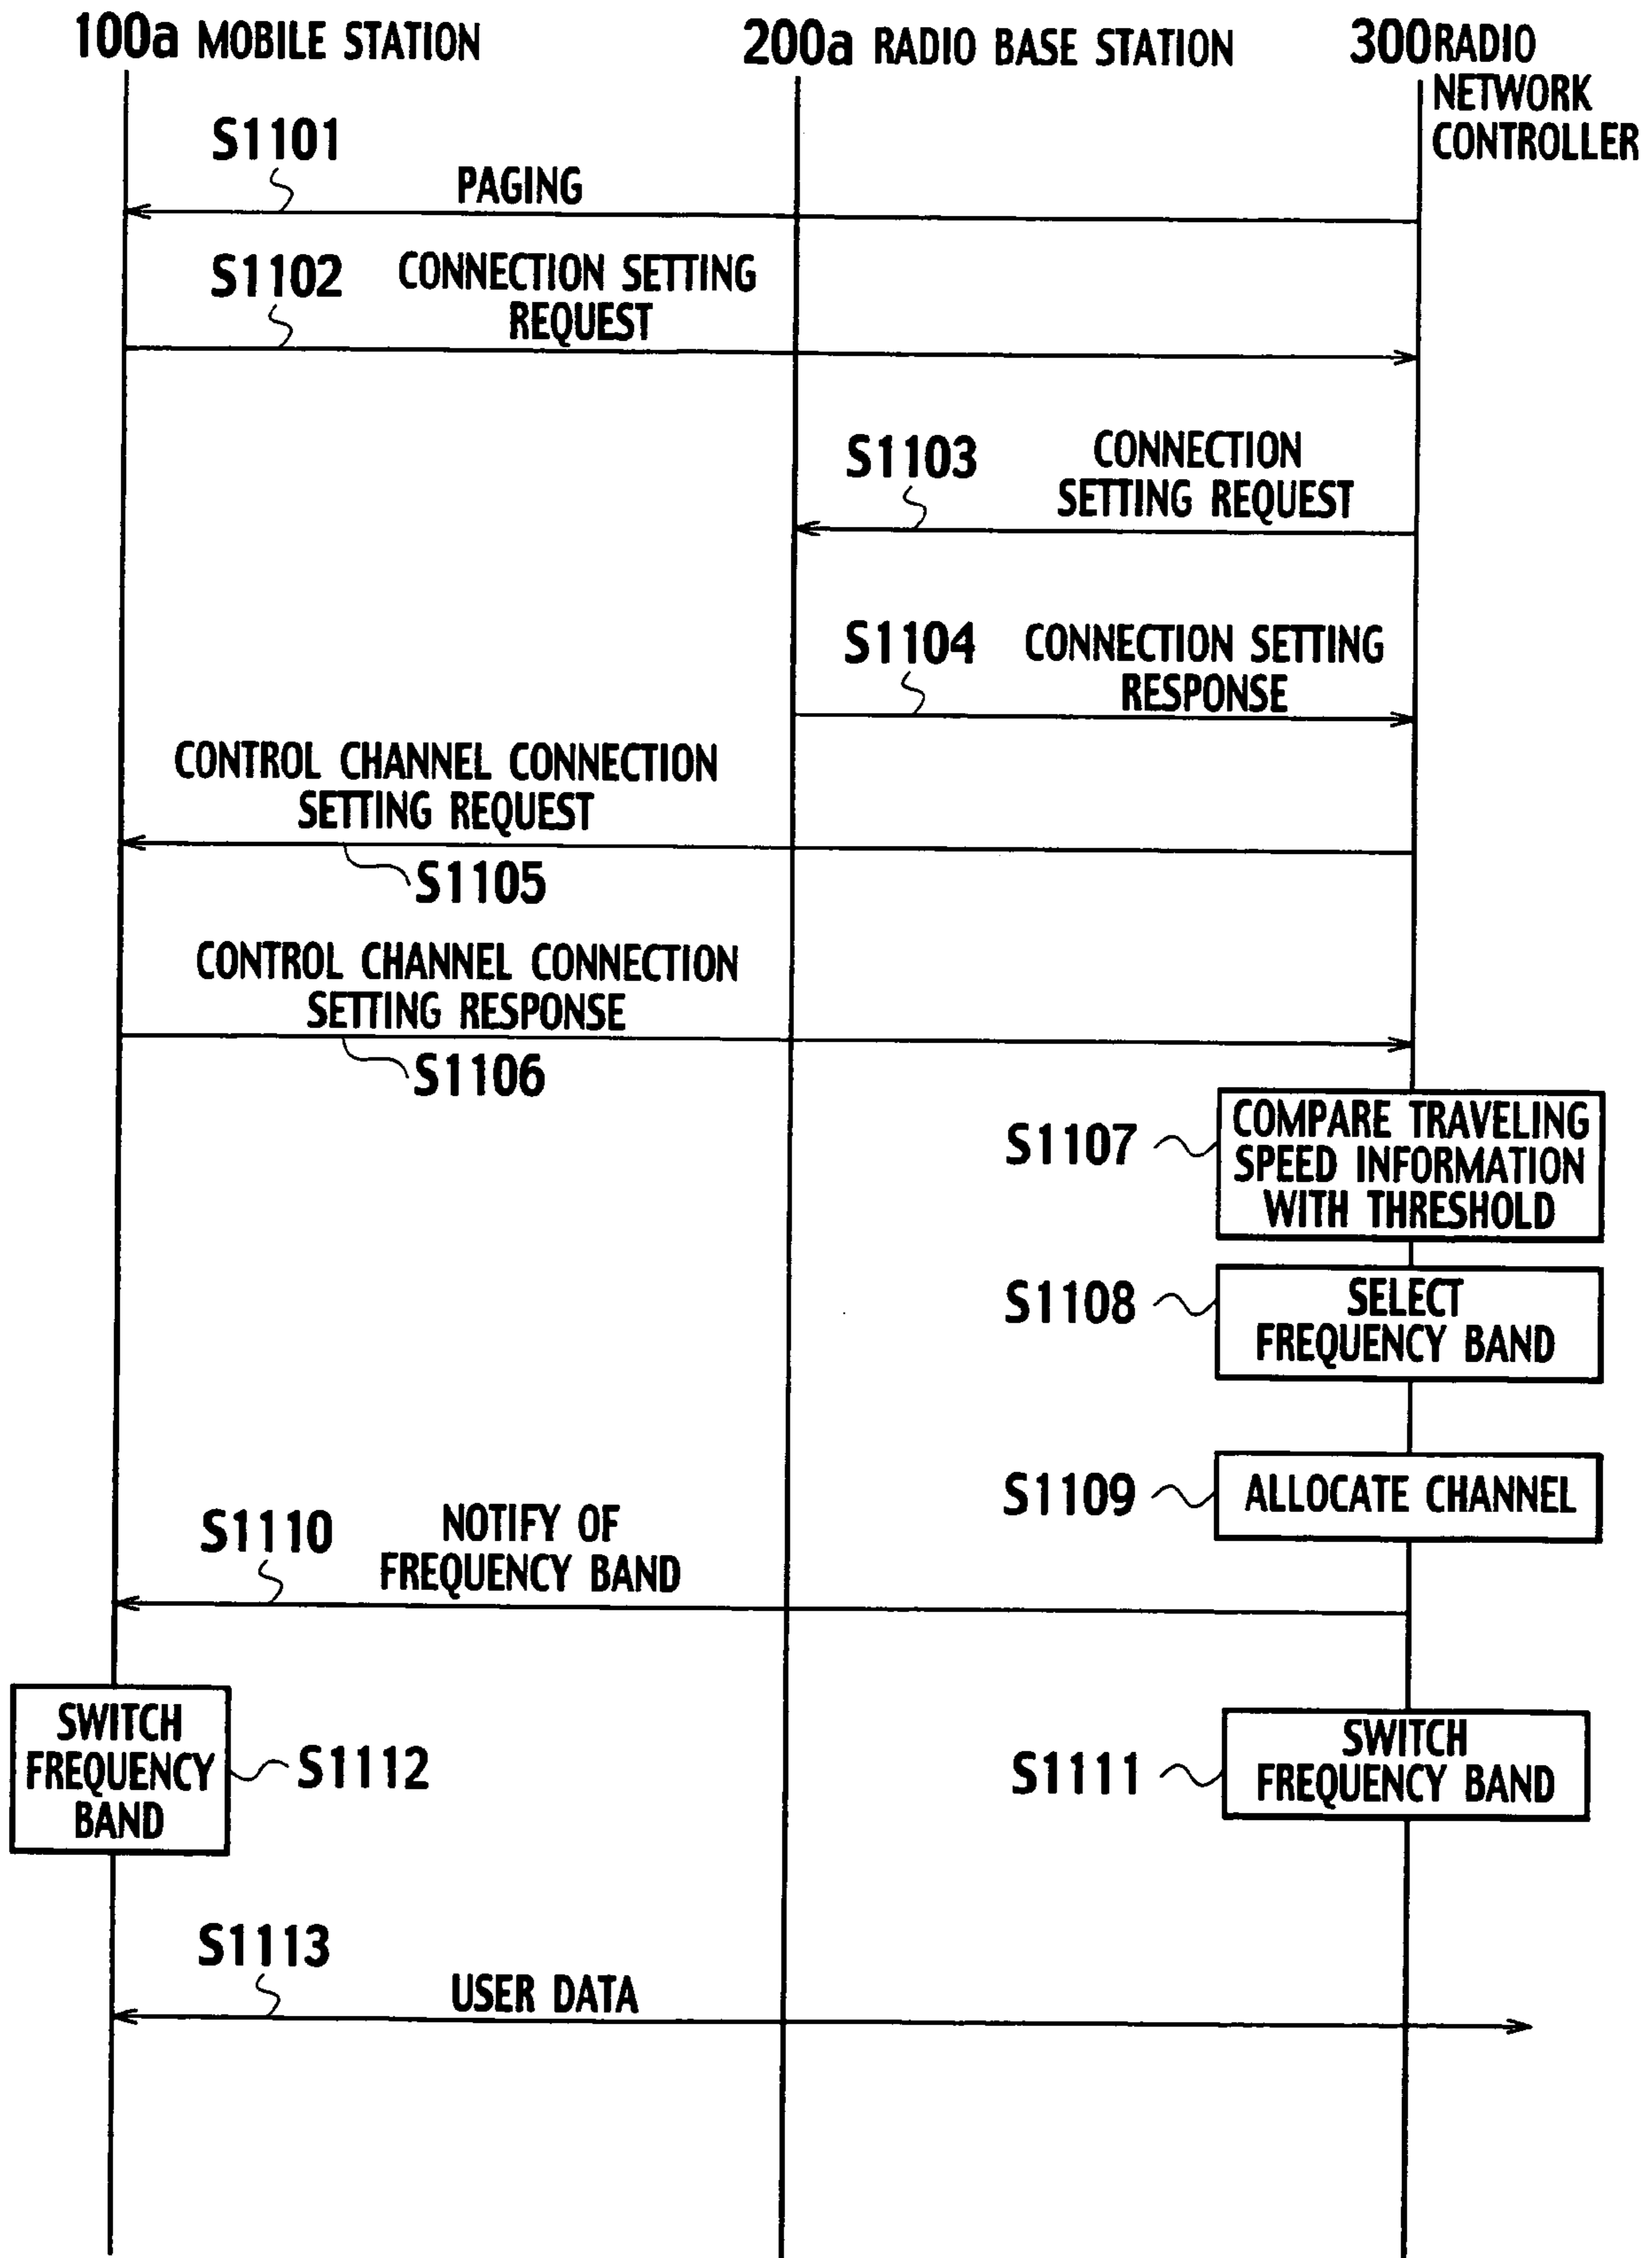 100a MOBILE STATION
200a RADIO BASE STATION
300 RADIO
NETWORK
CONTROLLER
S1101
PAGING
S1102
CONNECTION SETTING
REQUEST
S1103
CONNECTION
SETTING REQUEST
S1104
CONNECTION SETTING
RESPONSE
CONTROL CHANNEL CONNECTION
SETTING REQUEST
S1105
CONTROL CHANNEL CONNECTION
SETTING RESPONSE
S1106
S1107
COMPARE TRAVELING
SPEED INFORMATION
WITH THRESHOLD
S1108
SELECT
FREQUENCY BAND
S1109
ALLOCATE CHANNEL
S1110
NOTIFY OF
FREQUENCY BAND
SWITCH
FREQUENCY
BAND
S1112
S1111
SWITCH
FREQUENCY BAND
S1113
USER DATA